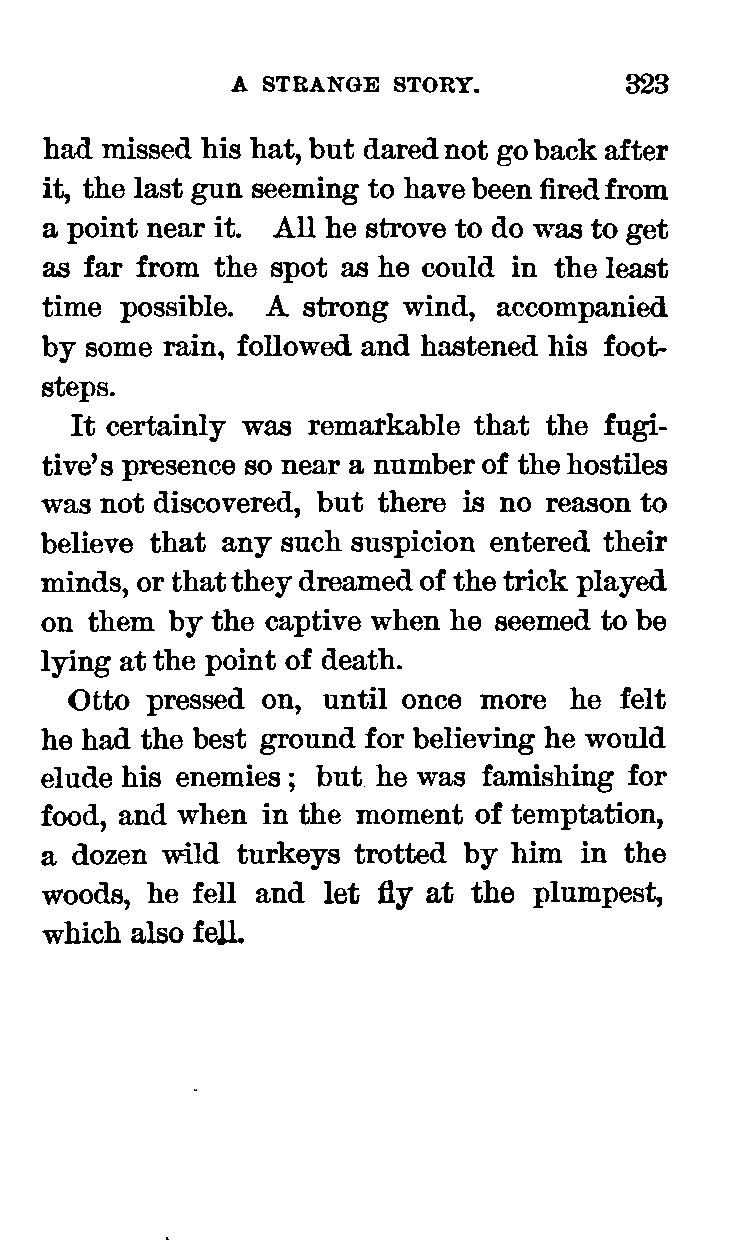 A STRANGE STORY. 323
had missed his hat, but dared not go back after
it, the last gun seeming to have been fired from
a point near it. All he strove to do was to get
as far from the spot as he could in the least
time possible. A strong wind, accompanied
by some rain, followed and hastened his foot-
steps.
It certainly was remarkable that the fugi-
tive's presence so near a number of the hostiles
was not discovered, but there is no reason to
believe that any such suspicion entered their
minds, or that they dreamed of the trick played
on them by the captive when he seemed to be
lying at the point of death.
Otto pressed on, until once more he felt
he had the best ground for believing he would
elude his enemies; but he was famishing for
food, and when in the moment of temptation,
a dozen wild turkeys trotted by him in the
woods, he fell and let fly at the plumpest,
which also fell.